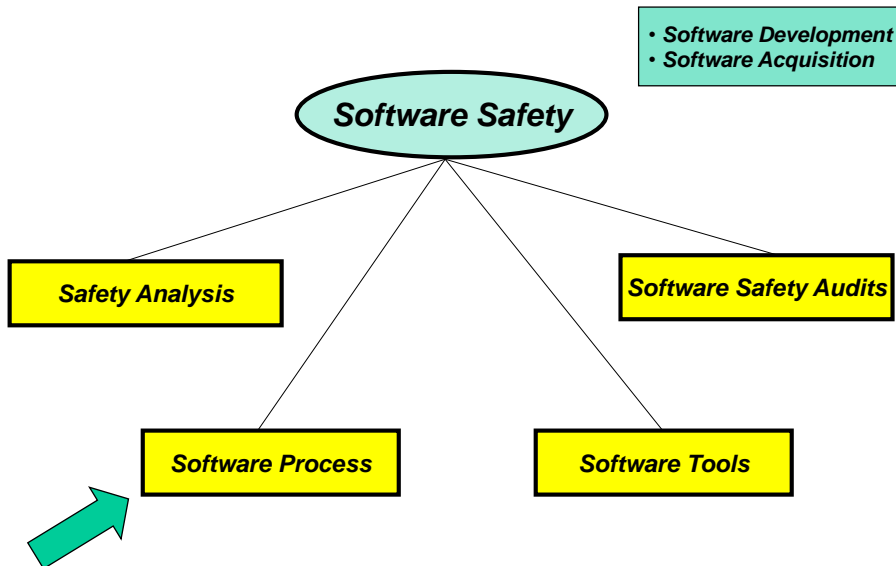 • Software Development
• Software Acquisition
Software Safety
Safety Analysis
Software Safety Audits
Software Process
Software Tools